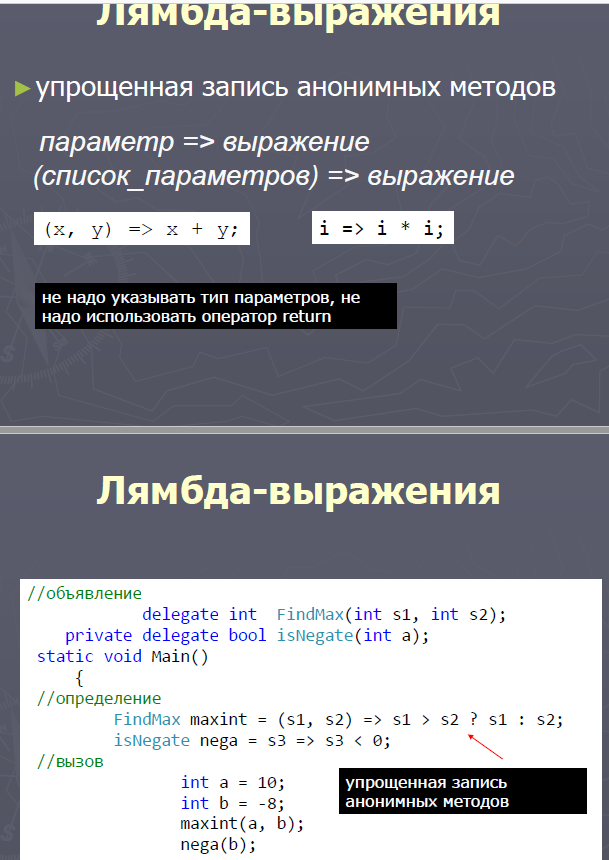 Лямбда-выражения
►упрощенная запись анонимных методов
параметр => выражение
(список_параметров) => выражение
(x, y) => x + y;
i => i * i;
не надо указывать тип параметров, не
надо использовать оператор return
Лямбда-выражения
//объявление
delegate int FindMax(int s1, int s2);
private delegate bool isNegate(int a);
static void Main()
{
//определение
FindMax maxint = (s1, s2) => s1 > s2 ? s1 : s2;
isNegate nega = s3 => s3 < 0;
//вызов
int a = 10;
int b = -8;
maxint(a, b);
nega(b);
упрощенная запись
анонимных методов